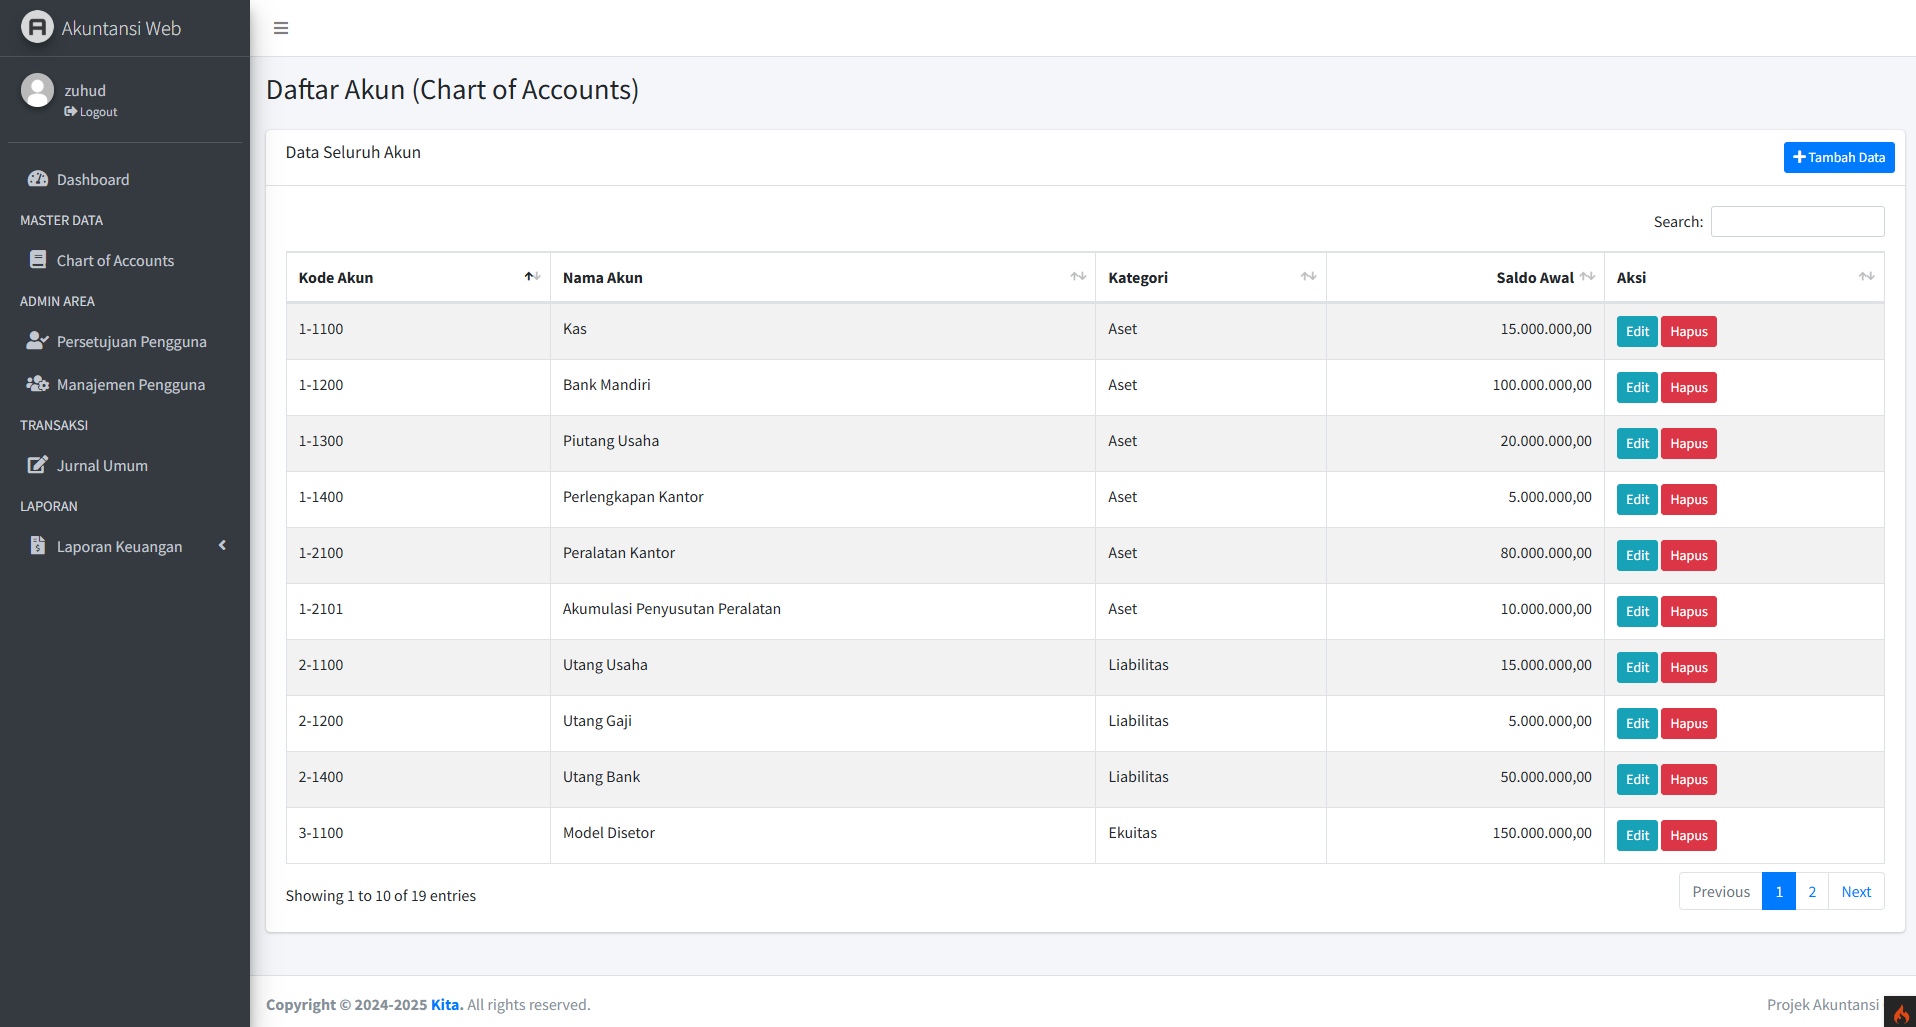 Akuntansi Web
zuhud
Logout
Dashboard
MASTER DATA
Chart of Accounts
ADMIN AREA
Persetujuan Pengguna
Manajemen Pengguna
TRANSAKSI
Jurnal Umum
LAPORAN
Laporan Keuangan
Daftar Akun (Chart of Accounts)
Data Seluruh Akun
Tambah Data
Search:
Kode Akun Nama Akun Kategori Saldo Awal Aksi
1-1100 Kas Aset 15.000.000,00 Edit Hapus
1-1200 Bank Mandiri Aset 100.000.000,00 Edit Hapus
1-1300 Piutang Usaha Aset 20.000.000,00 Edit Hapus
1-1400 Perlengkapan Kantor Aset 5.000.000,00 Edit Hapus
1-2100 Peralatan Kantor Aset 80.000.000,00 Edit Hapus
1-2101 Akumulasi Penyusutan Peralatan Aset 10.000.000,00 Edit Hapus
2-1100 Utang Usaha Liabilitas 15.000.000,00 Edit Hapus
2-1200 Utang Gaji Liabilitas 5.000.000,00 Edit Hapus
2-1400 Utang Bank Liabilitas 50.000.000,00 Edit Hapus
3-1100 Model Disetor Ekuitas 150.000.000,00 Edit Hapus
Showing 1 to 10 of 19 entries
Previous 1 2 Next
Copyright © 2024-2025 Kita. All rights reserved.
Projek Akuntansi